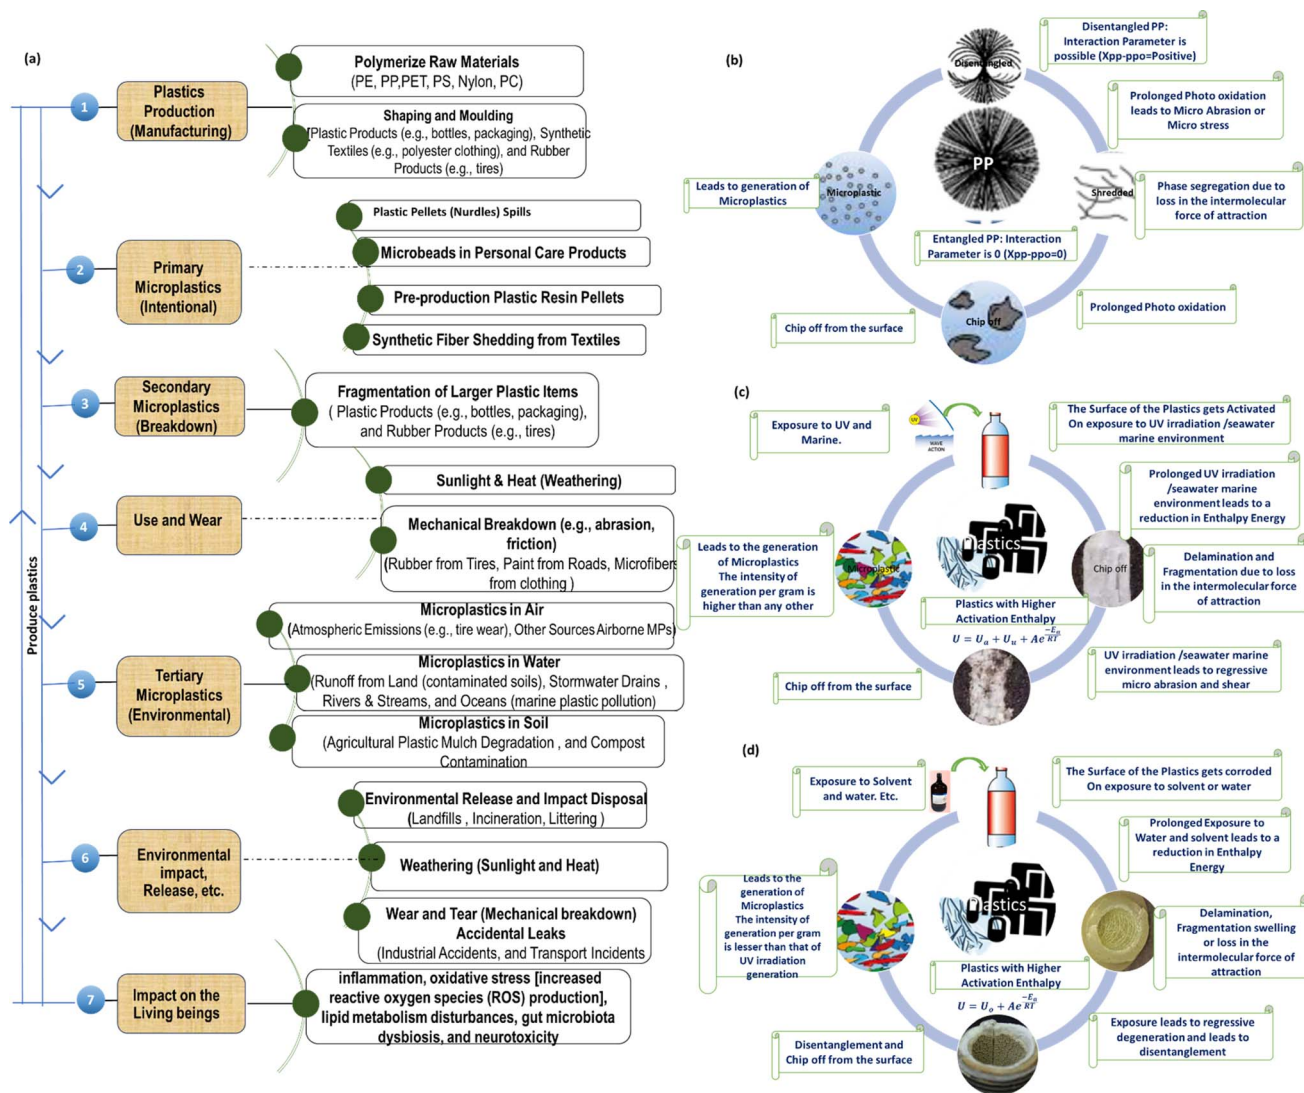 (a)
Produce plastics
1
Plastics
Production
(Manufacturing)
Polymerize Raw Materials
(PE, PP,PET, PS, Nylon, PC)
Shaping and Moulding
[Plastic Products (e.g., bottles, packaging), Synthetic
Textiles (e.g., polyester clothing), and Rubber
Products (e.g., tires)
2
Primary
Microplastics
(Intentional)
Plastic Pellets (Nurdles) Spills
Microbeads in Personal Care Products
Pre-production Plastic Resin Pellets
Synthetic Fiber Shedding from Textiles
3
Secondary
Microplastics
(Breakdown)
Fragmentation of Larger Plastic Items
( Plastic Products (e.g., bottles, packaging),
and Rubber Products (e.g., tires)
4
Use and Wear
Sunlight & Heat (Weathering)
Mechanical Breakdown (e.g., abrasion,
friction)
(Rubber from Tires, Paint from Roads, Microfibers
from clothing )
5
Tertiary
Microplastics
(Environmental)
Microplastics in Air
(Atmospheric Emissions (e.g., tire wear), Other Sources Airborne MPs)
Microplastics in Water
(Runoff from Land (contaminated soils), Stormwater Drains ,
Rivers & Streams, and Oceans (marine plastic pollution)
Microplastics in Soil
(Agricultural Plastic Mulch Degradation , and Compost
Contamination
6
Environmental
impact,
Release, etc.
Environmental Release and Impact Disposal
(Landfills , Incineration, Littering )
Weathering (Sunlight and Heat)
Wear and Tear (Mechanical breakdown)
Accidental Leaks
(Industrial Accidents, and Transport Incidents
7
Impact on the
Living beings
inflammation, oxidative stress [increased
reactive oxygen species (ROS) production],
lipid metabolism disturbances, gut microbiota
dysbiosis, and neurotoxicity
(b)
Disentangled
Disentangled PP:
Interaction Parameter is
possible (Xpp-ppo=Positive)
Prolonged Photo oxidation
leads to Micro Abrasion or
Micro stress
PP
Shredded
Phase segregation due to
loss in the intermolecular
force of attraction
Leads to generation of
Microplastics
Microplastic
Entangled PP: Interaction
Parameter is 0 (Xpp-ppo=0)
Prolonged Photo oxidation
Chip off
Chip off from the surface
(c)
Exposure to UV and
Marine.
UV
WAVE
ACTION
The Surface of the Plastics gets Activated
On exposure to UV irradiation /seawater
marine environment
Prolonged UV irradiation
/seawater marine
environment leads to a
reduction in Enthalpy Energy
Plastics
Chip off
Delamination and
Fragmentation due to loss
in the intermolecular force
of attraction
Leads to the generation
of Microplastics
The intensity of
generation per gram is
higher than any other
Microplastic
Plastics with Higher
Activation Enthalpy
U = Uₐ + Uᵤ + Ae^(-Eₐ/RT)
UV irradiation /seawater marine
environment leads to regressive
micro abrasion and shear
Chip off from the surface
(d)
Exposure to Solvent
and water. Etc.
The Surface of the Plastics gets corroded
On exposure to solvent or water
Prolonged Exposure to
Water and solvent leads to a
reduction in Enthalpy
Energy
Plastics
Delamination,
Fragmentation swelling
or loss in the
intermolecular force of
attraction
Leads to the
generation of
Microplastics
The intensity of
generation per gram is
lesser than that of
UV irradiation
generation
Plastics with Higher
Activation Enthalpy
U = Uₒ + Ae^(-Eₐ/RT)
Exposure leads to regressive
degeneration and leads to
disentanglement
Disentanglement and
Chip off from the surface